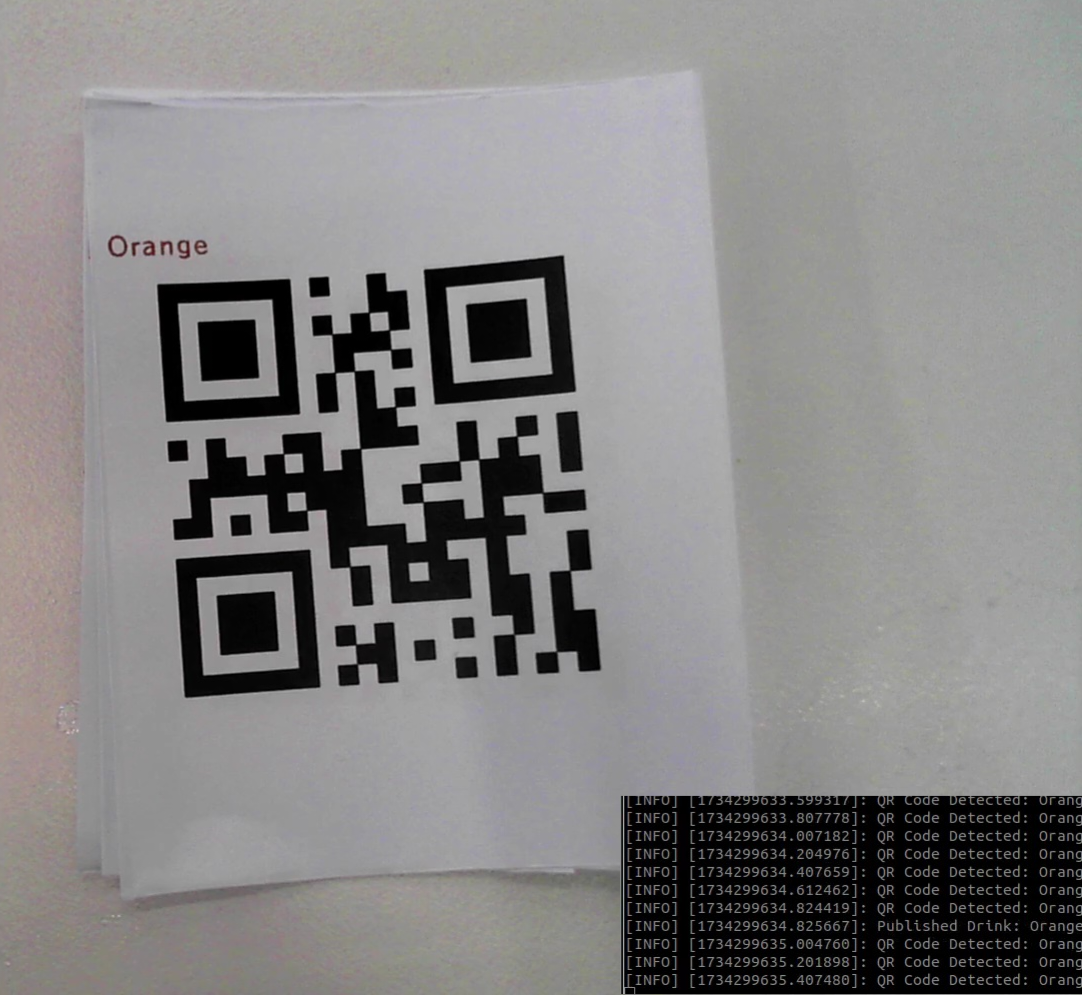 Orange
[INFO] [1734299633.599317]: QR Code Detected: Orang
[INFO] [1734299633.807778]: QR Code Detected: Orang
[INFO] [1734299634.007182]: QR Code Detected: Orang
[INFO] [1734299634.204976]: QR Code Detected: Orang
[INFO] [1734299634.407659]: QR Code Detected: Orang
[INFO] [1734299634.612462]: QR Code Detected: Orang
[INFO] [1734299634.824419]: QR Code Detected: Orang
[INFO] [1734299634.825667]: Published Drink: Orange
[INFO] [1734299635.004760]: QR Code Detected: Orang
[INFO] [1734299635.201898]: QR Code Detected: Orang
[INFO] [1734299635.407480]: QR Code Detected: Orang